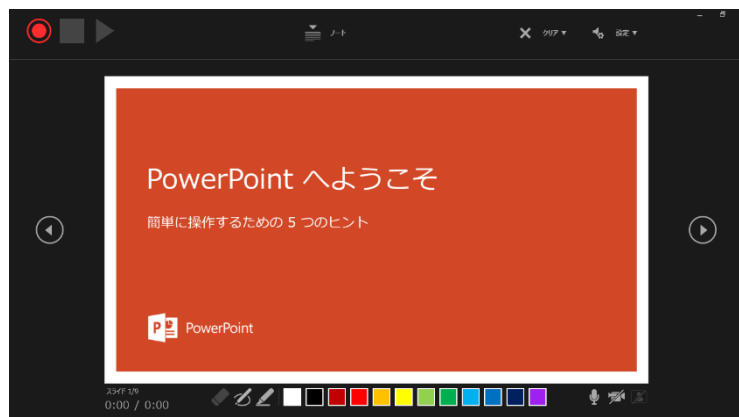 ノート
クリア
設定
PowerPoint へようこそ
簡単に操作するための 5 つのヒント
P
PowerPoint
スライド 1/9
0:00 / 0:00